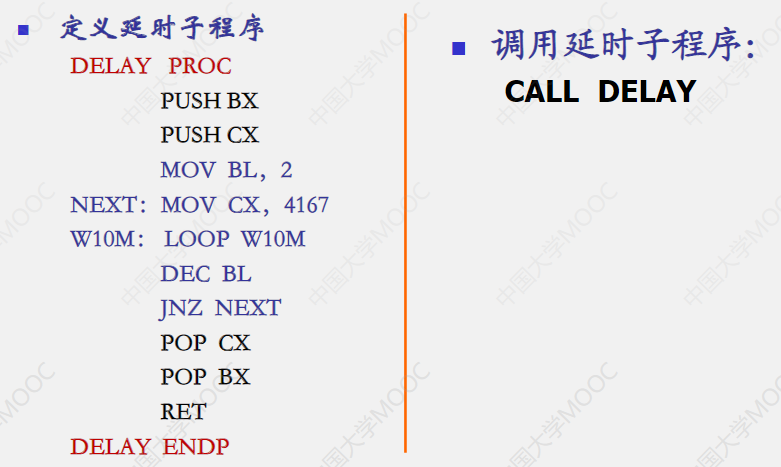 定义延时子程序
DELAY PROC
PUSH BX
PUSH CX
MOV BL, 2
NEXT: MOV CX, 4167
W10M: LOOP W10M
DEC BL
JNZ NEXT
POP CX
POP BX
RET
DELAY ENDP
调用延时子程序:
CALL DELAY
中国大学MOOC